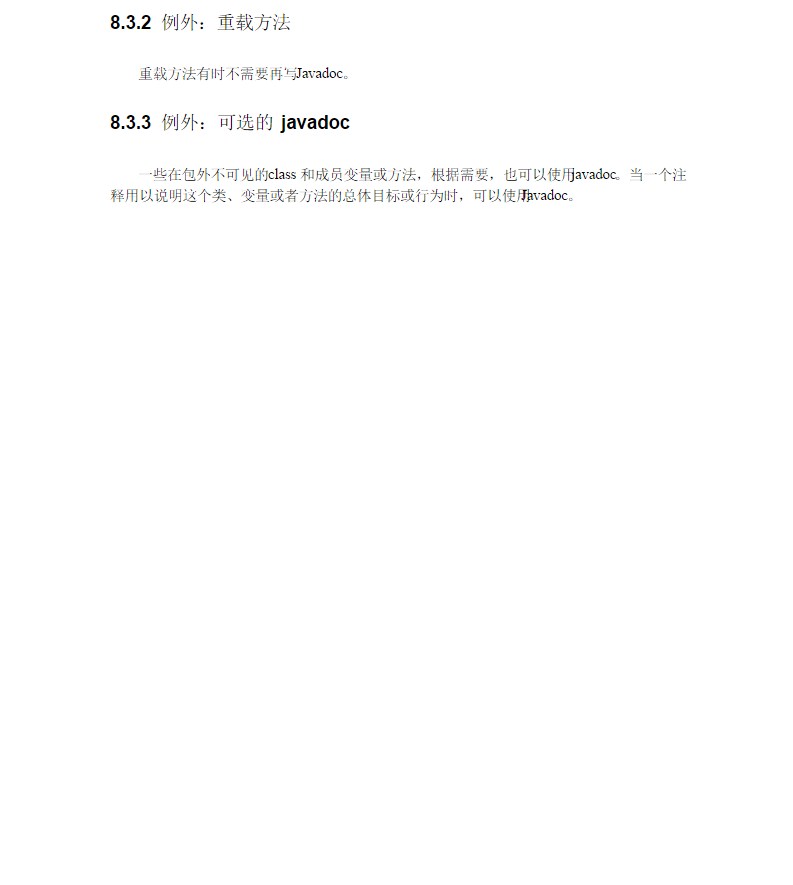 8.3.2 例外：重载方法
重载方法有时不需要再写Javadoc。
8.3.3 例外：可选的 javadoc
一些在包外不可见的class 和成员变量或方法，根据需要，也可以使用javadoc。当一个注
释用以说明这个类、变量或者方法的总体目标或行为时，可以使用Javadoc。